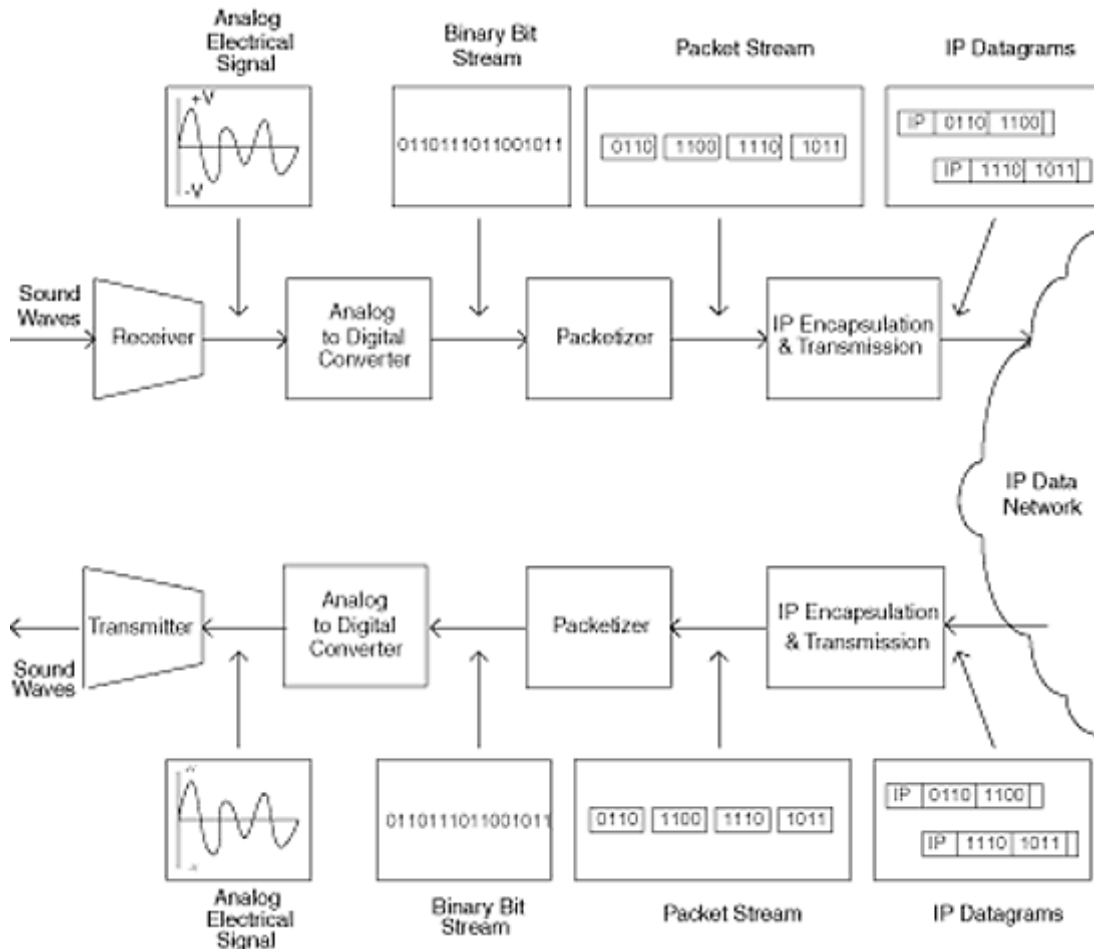 Analog
Electrical
Signal
Binary Bit
Stream
Packet Stream
IP Datagrams
+V
-V
0110111011001011
0110 1100 1110 1011
IP 0110 1100
IP 1110 1011
Sound
Waves
Receiver
Analog
to Digital
Converter
Packetizer
IP Encapsulation
& Transmission
IP Data
Network
Transmitter
Sound
Waves
Analog
to Digital
Converter
Packetizer
IP Encapsulation
& Transmission
0110111011001011
0110 1100 1110 1011
IP 0110 1100
IP 1110 1011
Analog
Electrical
Signal
Binary Bit
Stream
Packet Stream
IP Datagrams